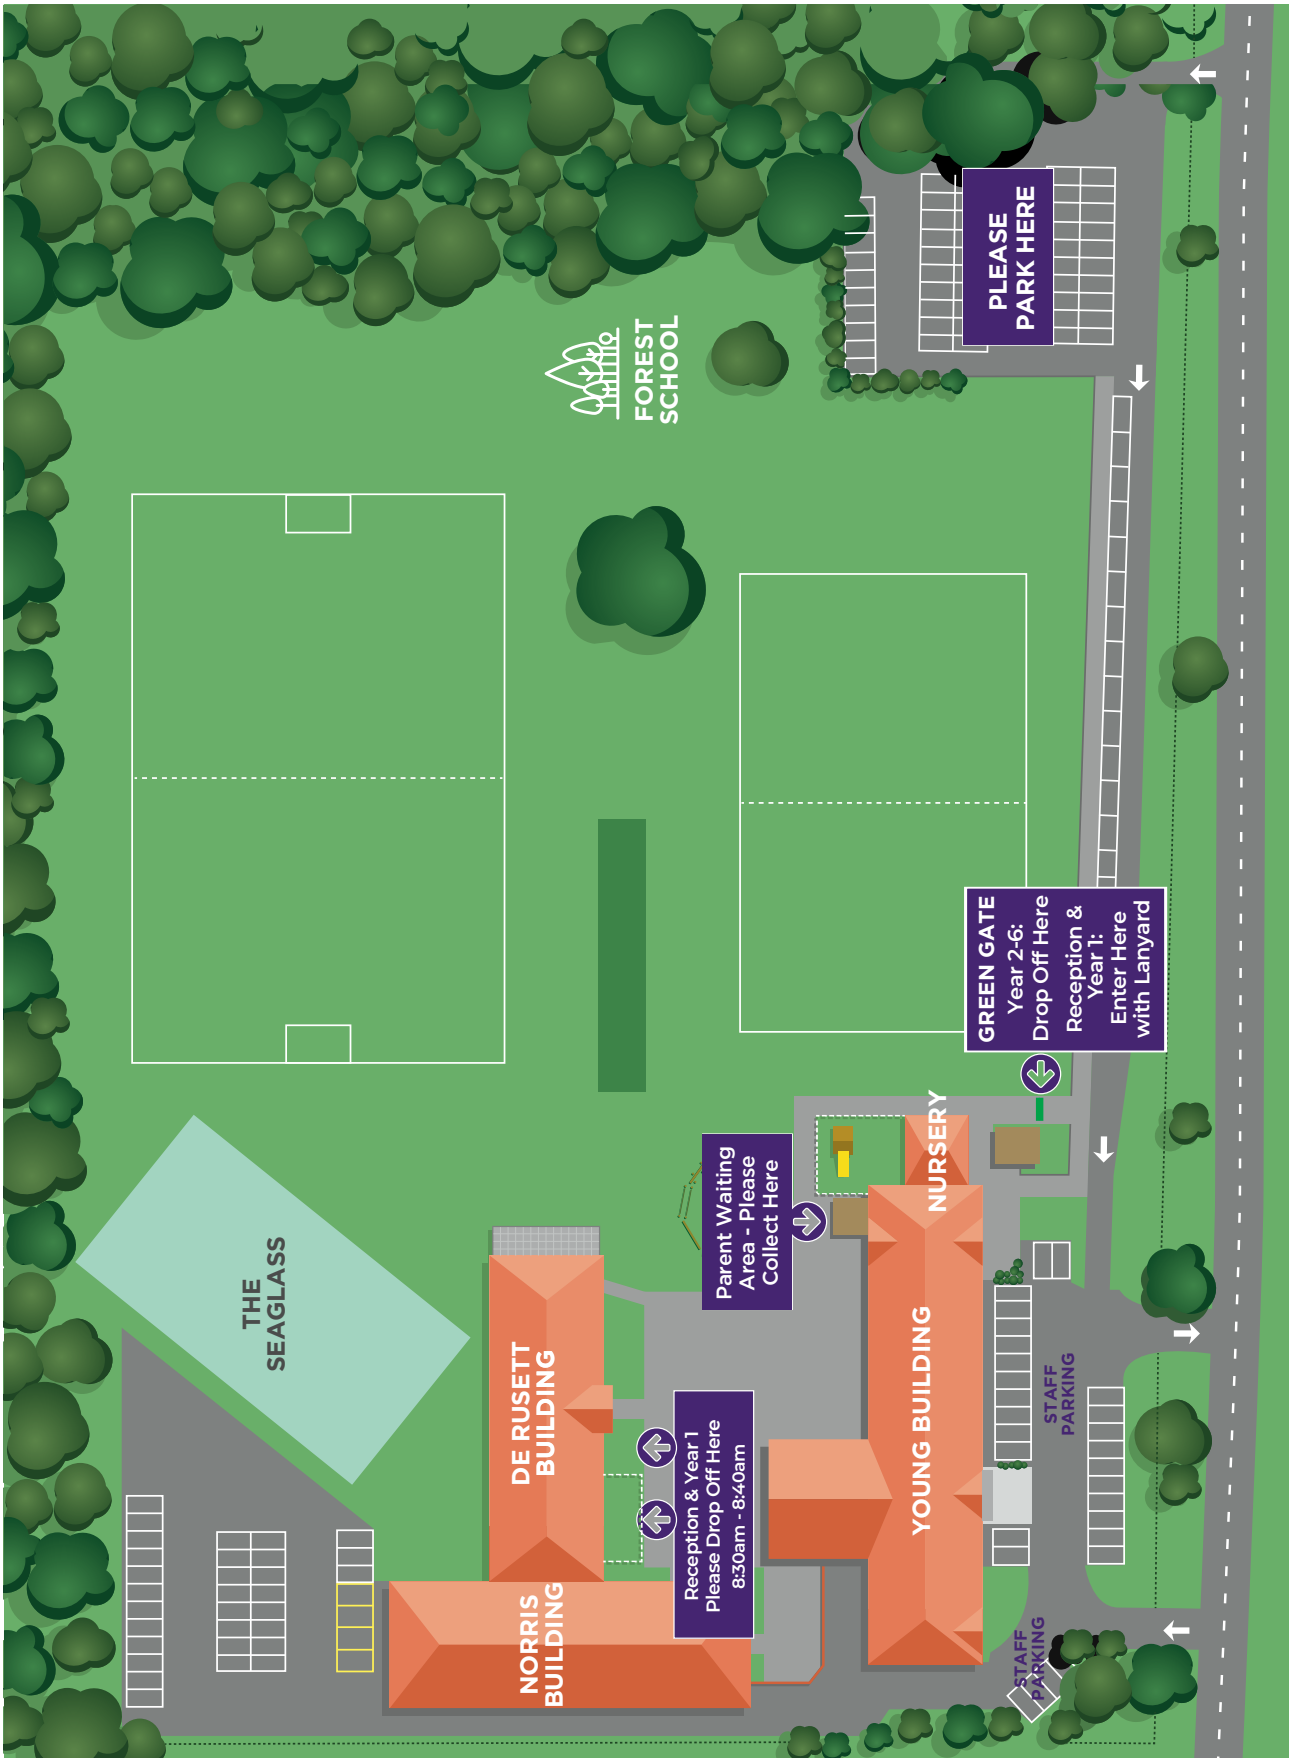 PLEASE
PARK HERE
FOREST
SCHOOL
GREEN GATE
Year 2-6:
Drop Off Here
Reception &
Year 1:
Enter Here
with Lanyard
NURSERY
Parent Waiting
Area - Please
Collect Here
THE
SEAGLASS
DE RUSETT
BUILDING
YOUNG BUILDING
STAFF
PARKING
Reception & Year 1
Please Drop Off Here
8:30am - 8:40am
NORRIS
BUILDING
STAFF
PARKING